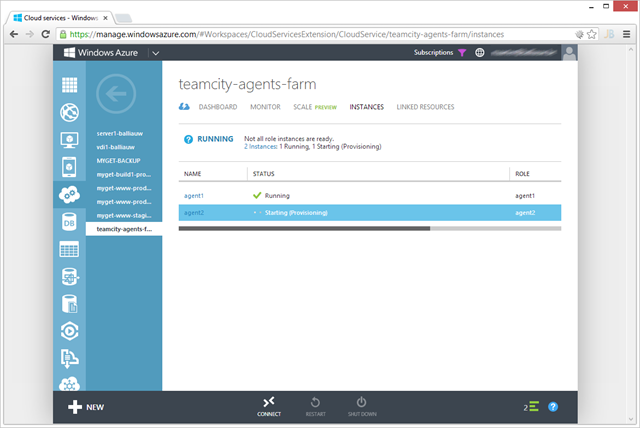 Cloud services - Windows
https://manage.windowsazure.com/#Workspaces/CloudServicesExtension/CloudService/teamcity-agents-farm/instances
Windows Azure
Subscriptions
teamcity-agents-farm
DASHBOARD MONITOR SCALE PREVIEW INSTANCES LINKED RESOURCES
server1-balliauw
vdi1-balliauw
MYGET-BACKUP
myget-build1-pro...
myget-www-prod...
myget-www-prod...
myget-www-stagi...
teamcity-agents-f...
DB
RUNNING
Not all role instances are ready.
2 Instances: 1 Running, 1 Starting (Provisioning)
NAME STATUS ROLE
agent1 Running agent1
agent2 Starting (Provisioning) agent2
NEW
CONNECT
RESTART
SHUT DOWN
2
?